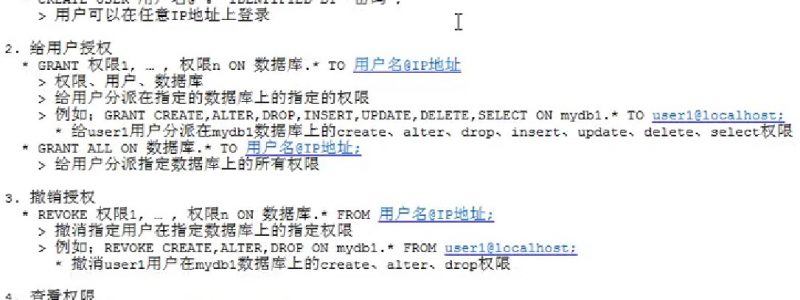 > 用户可以在任意IP地址上登录
2. 给用户授权
* GRANT 权限1, … , 权限n ON 数据库.* TO 用户名@IP地址
> 权限、用户、数据库
> 给用户分派在指定的数据库上的指定的权限
> 例如；GRANT CREATE,ALTER,DROP,INSERT,UPDATE,DELETE,SELECT ON mydb1.* TO user1@localhost;
* 给user1用户分派在mydb1数据库上的create、alter、drop、insert、update、delete、select权限
* GRANT ALL ON 数据库.* TO 用户名@IP地址;
> 给用户分派指定数据库上的所有权限
3. 撤销授权
* REVOKE 权限1, … , 权限n ON 数据库.* FROM 用户名@IP地址;
> 撤消指定用户在指定数据库上的指定权限
> 例如；REVOKE CREATE,ALTER,DROP ON mydb1.* FROM user1@localhost;
* 撤消user1用户在mydb1数据库上的create、alter、drop权限
4. 查看权限